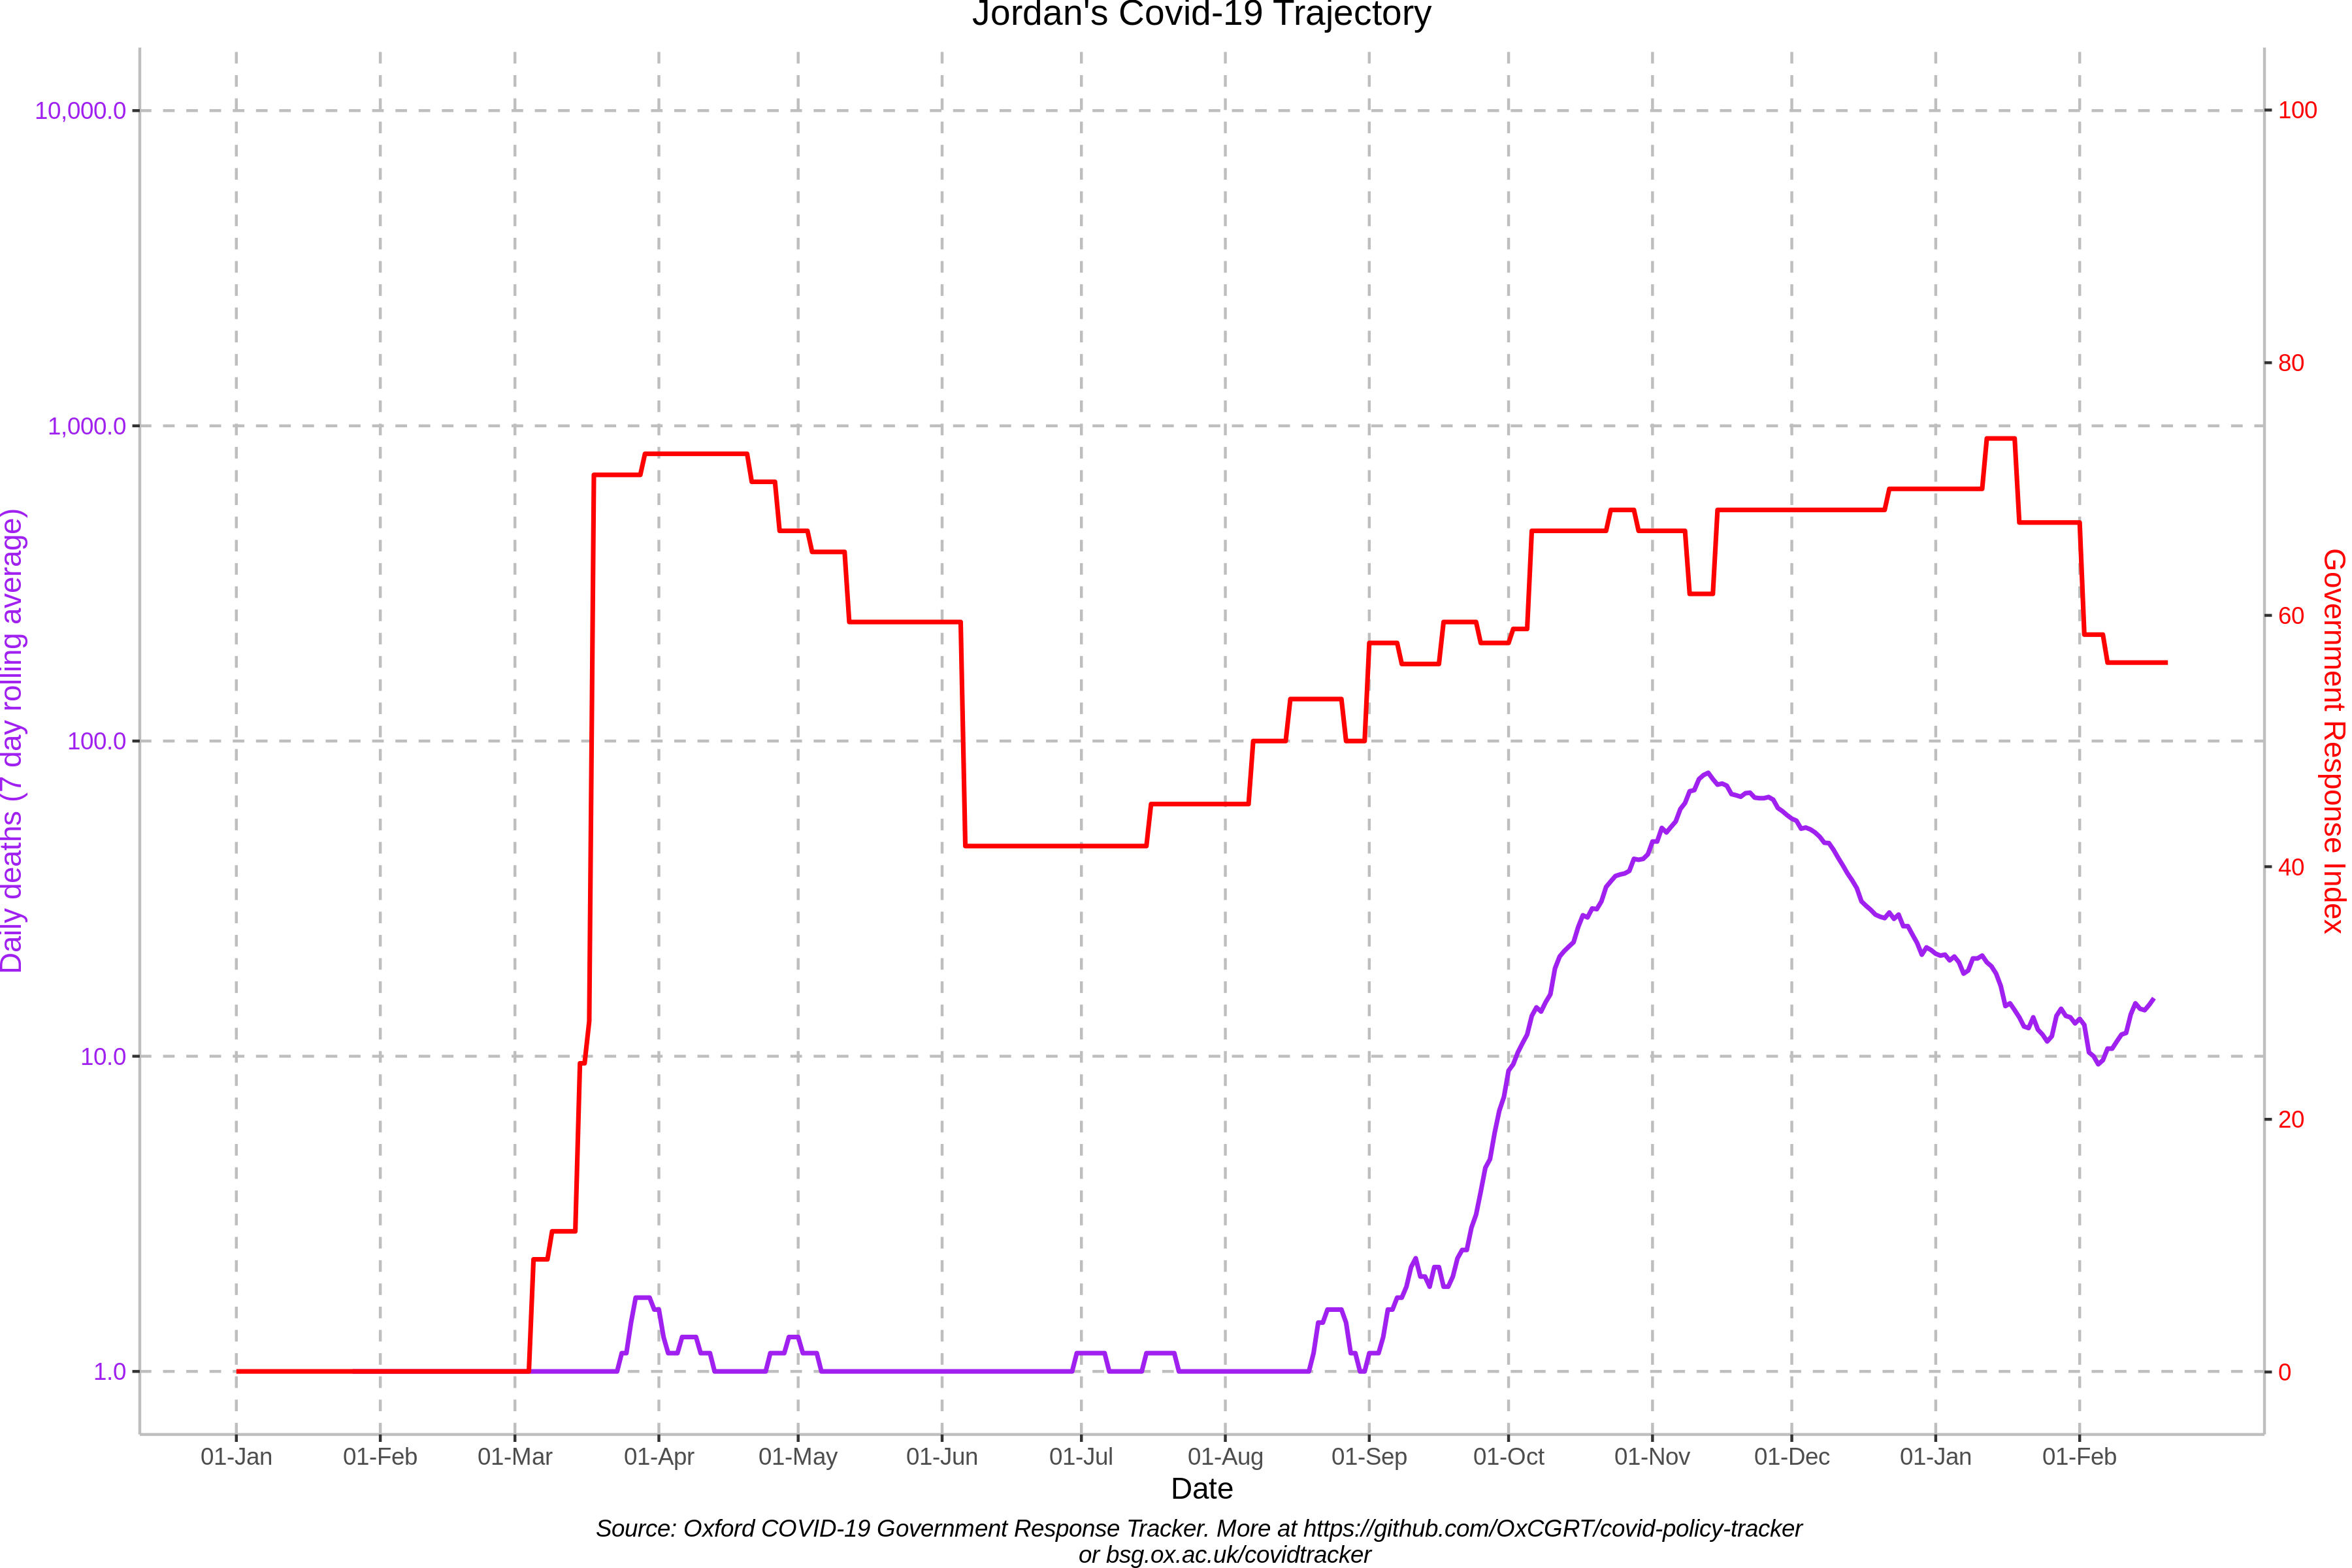 Jordan's Covid-19 Trajectory
10,000.0
1,000.0
100.0
10.0
1.0
Daily deaths (7 day rolling average)
100
80
60
40
20
0
Government Response Index
01-Jan 01-Feb 01-Mar 01-Apr 01-May 01-Jun 01-Jul 01-Aug 01-Sep 01-Oct 01-Nov 01-Dec 01-Jan 01-Feb
Date
Source: Oxford COVID-19 Government Response Tracker. More at https://github.com/OxCGRT/covid-policy-tracker
or bsg.ox.ac.uk/covidtracker